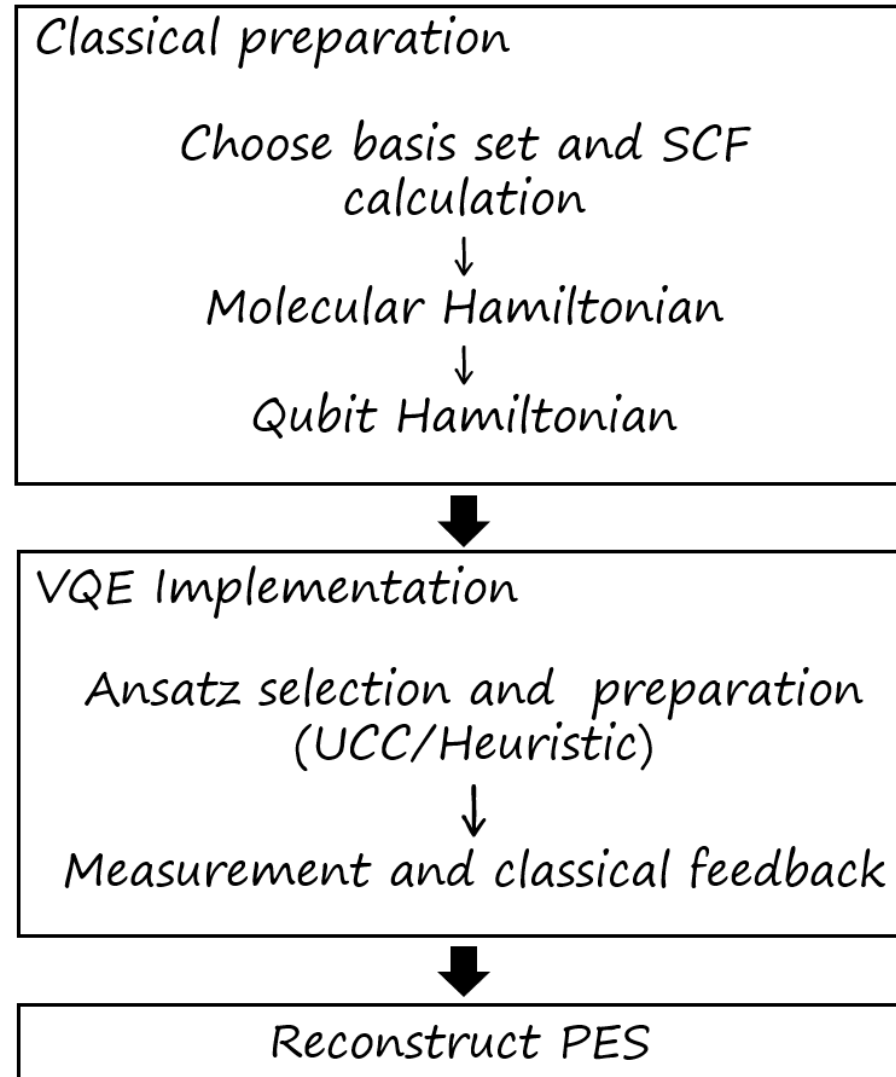 Classical preparation
Choose basis set and SCF
calculation
↓
Molecular Hamiltonian
↓
Qubit Hamiltonian
VQE Implementation
Ansatz selection and preparation
(UCC/Heuristic)
↓
Measurement and classical feedback
Reconstruct PES